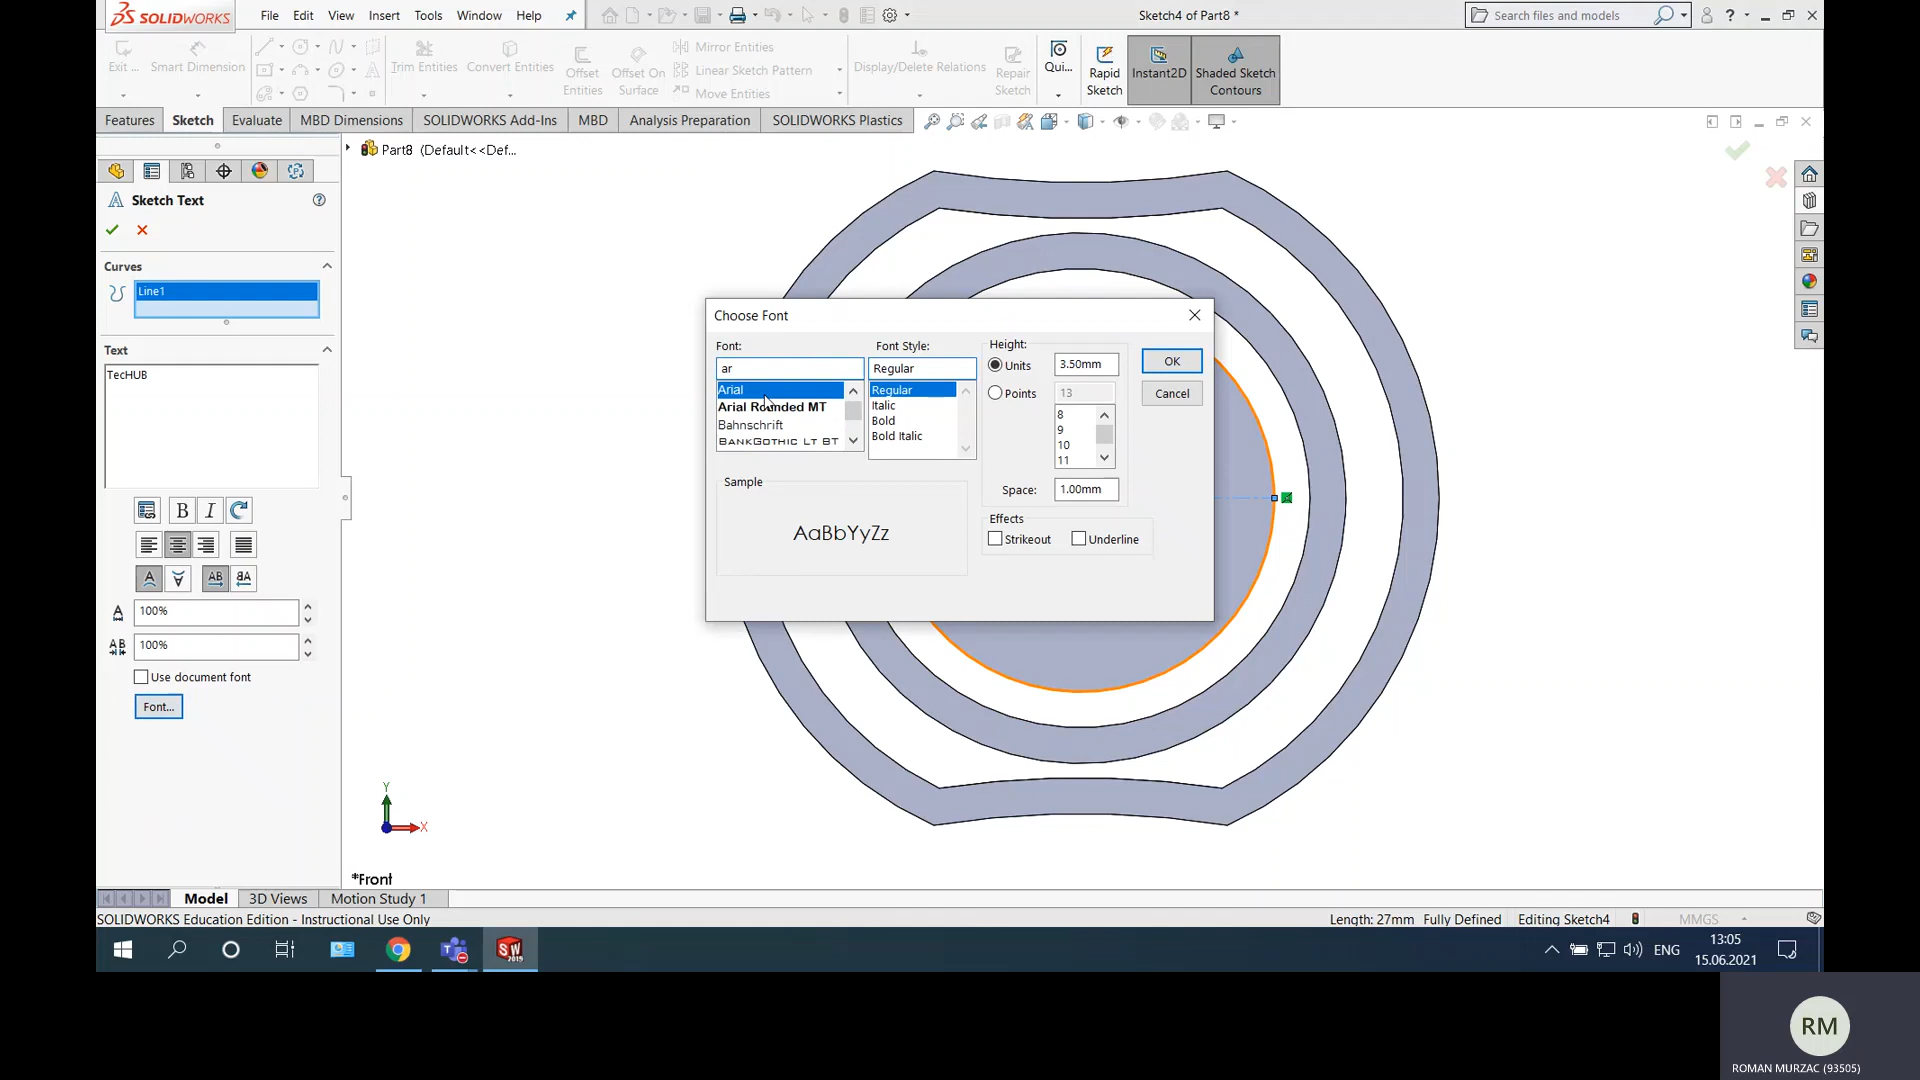 SOLIDWORKS File Edit View Insert Tools Window Help Sketch4 of Part8 * Search files and models ?
Exit ... Smart Dimension Trim Entities Convert Entities Offset Entities Offset On Surface Mirror Entities Linear Sketch Pattern Move Entities Display/Delete Relations Repair Sketch Qui... Rapid Sketch Instant2D Shaded Sketch Contours
Features Sketch Evaluate MBD Dimensions SOLIDWORKS Add-Ins MBD Analysis Preparation SOLIDWORKS Plastics
Part8 (Default<<Def...
Sketch Text
Curves
Line1
Text
TecHUB
B I
A A AB AB
A 100%
AB 100%
Use document font
Font...
Choose Font
Font: Font Style: Height:
ar Regular Units 3.50mm OK
Arial Regular Points 13 Cancel
Arial Rounded MT Italic 8
Bahnschrift Bold 9
BankGothic Lt BT Bold Italic 10
11
Sample Space: 1.00mm
AaBbYyZz
Effects
Strikeout Underline
Y
X
*Front
Model 3D Views Motion Study 1
SOLIDWORKS Education Edition - Instructional Use Only Length: 27mm Fully Defined Editing Sketch4 MMGS
SW 2019 ENG 13:05
15.06.2021
RM
ROMAN MURZAC (93505)